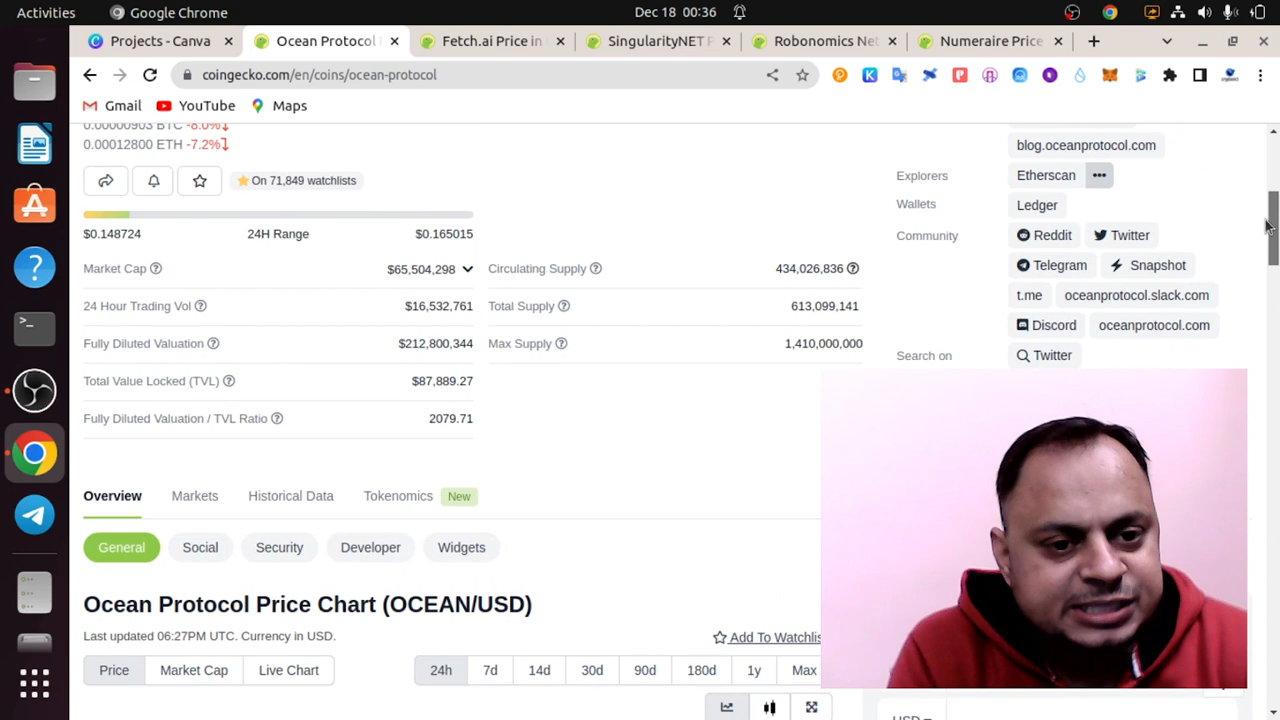 Activities
Google Chrome
Dec 18 00:36
Projects - Canva
Ocean Protocol
Fetch.ai Price in
SingularityNET P
Robonomics Net
Numeraire Price
coingecko.com/en/coins/ocean-protocol
Gmail
YouTube
Maps
0.00000903 BTC -8.0%
0.00012800 ETH -7.2%
On 71,849 watchlists
$0.148724
24H Range
$0.165015
Market Cap
$65,504,298
Circulating Supply
434,026,836
24 Hour Trading Vol
$16,532,761
Total Supply
613,099,141
Fully Diluted Valuation
$212,800,344
Max Supply
1,410,000,000
Total Value Locked (TVL)
$87,889.27
Fully Diluted Valuation / TVL Ratio
2079.71
blog.oceanprotocol.com
Explorers
Etherscan
Wallets
Ledger
Community
Reddit
Twitter
Telegram
Snapshot
t.me
oceanprotocol.slack.com
Discord
oceanprotocol.com
Search on
Twitter
Overview
Markets
Historical Data
Tokenomics
New
General
Social
Security
Developer
Widgets
Ocean Protocol Price Chart (OCEAN/USD)
Last updated 06:27PM UTC. Currency in USD.
Add To Watchlis
Price
Market Cap
Live Chart
24h
7d
14d
30d
90d
180d
1y
Max
USD